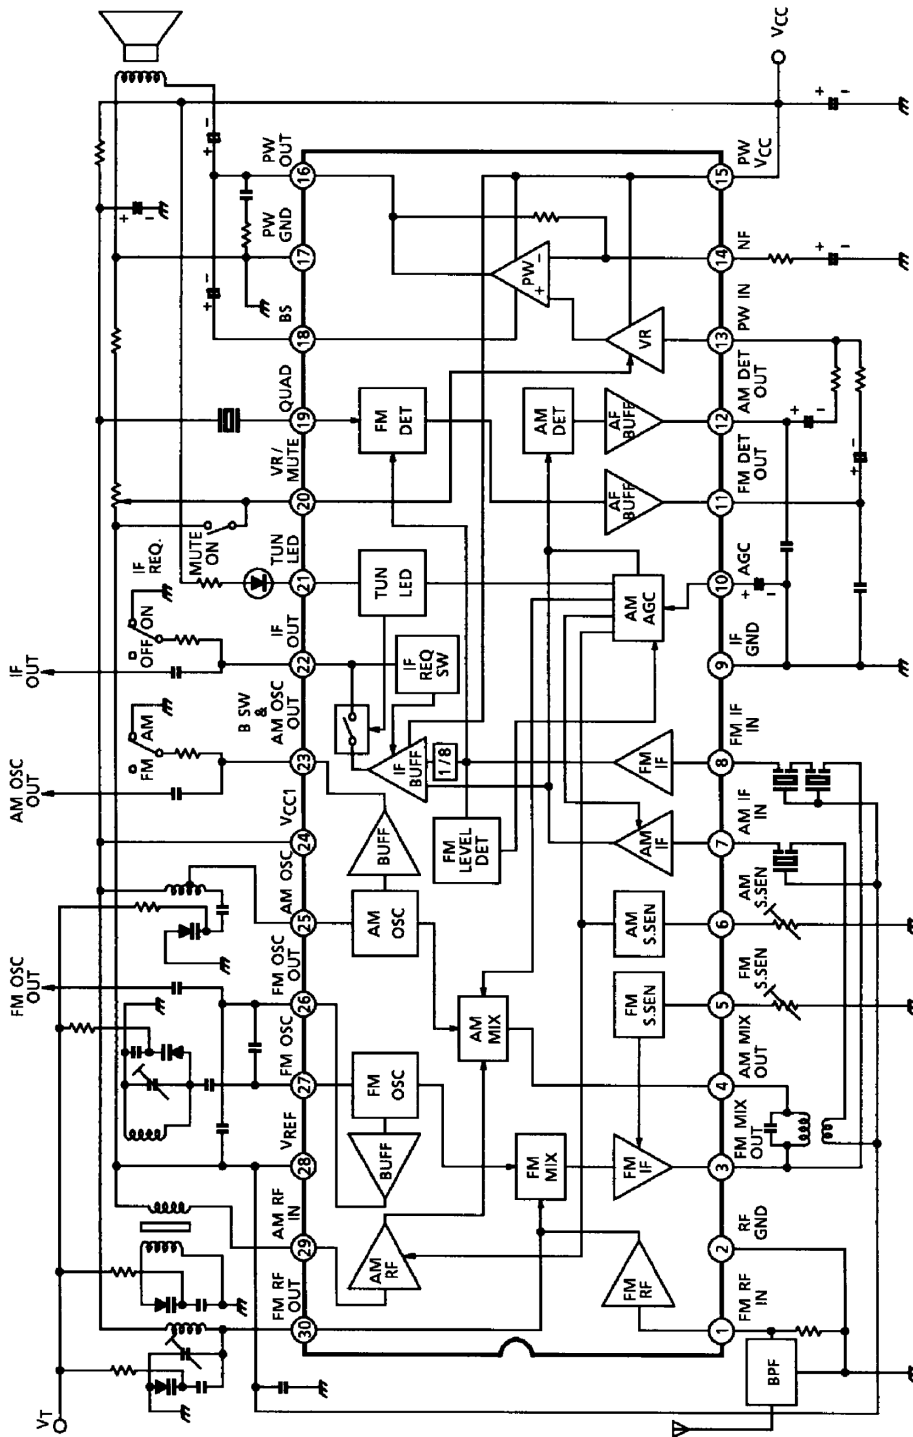 VT
FM OSC OUT
AM OSC OUT
IF OUT
FM AM
OFF ON
IF REQ.
MUTE ON
FM RF OUT
AM RF IN
VREF
FM OSC
FM OSC OUT
AM OSC
VCC1
B SW & AM OSC OUT
IF OUT
TUN LED
VR / MUTE
QUAD
BS
PW GND
PW OUT
30
29
28
27
26
25
24
23
22
21
20
19
18
17
16
AM RF
BUFF
FM OSC
AM OSC
BUFF
IF BUFF
1/8
IF REQ SW
TUN LED
FM DET
FM MIX
AM MIX
FM LEVEL DET
FM RF
FM IF
FM S.SEN
AM S.SEN
AM IF
FM IF
AM AGC
AF BUFF
AM DET
AF BUFF
VR
PW
+
-
1
2
3
4
5
6
7
8
9
10
11
12
13
14
15
FM RF IN
RF GND
FM MIX OUT
AM MIX OUT
FM S.SEN
AM S.SEN
AM IF IN
FM IF IN
IF GND
AGC
FM DET OUT
AM DET OUT
PW IN
NF
PW VCC
BPF
+ -
+ -
+ -
+ -
+ -
+ -
+ -
+ -
VCC